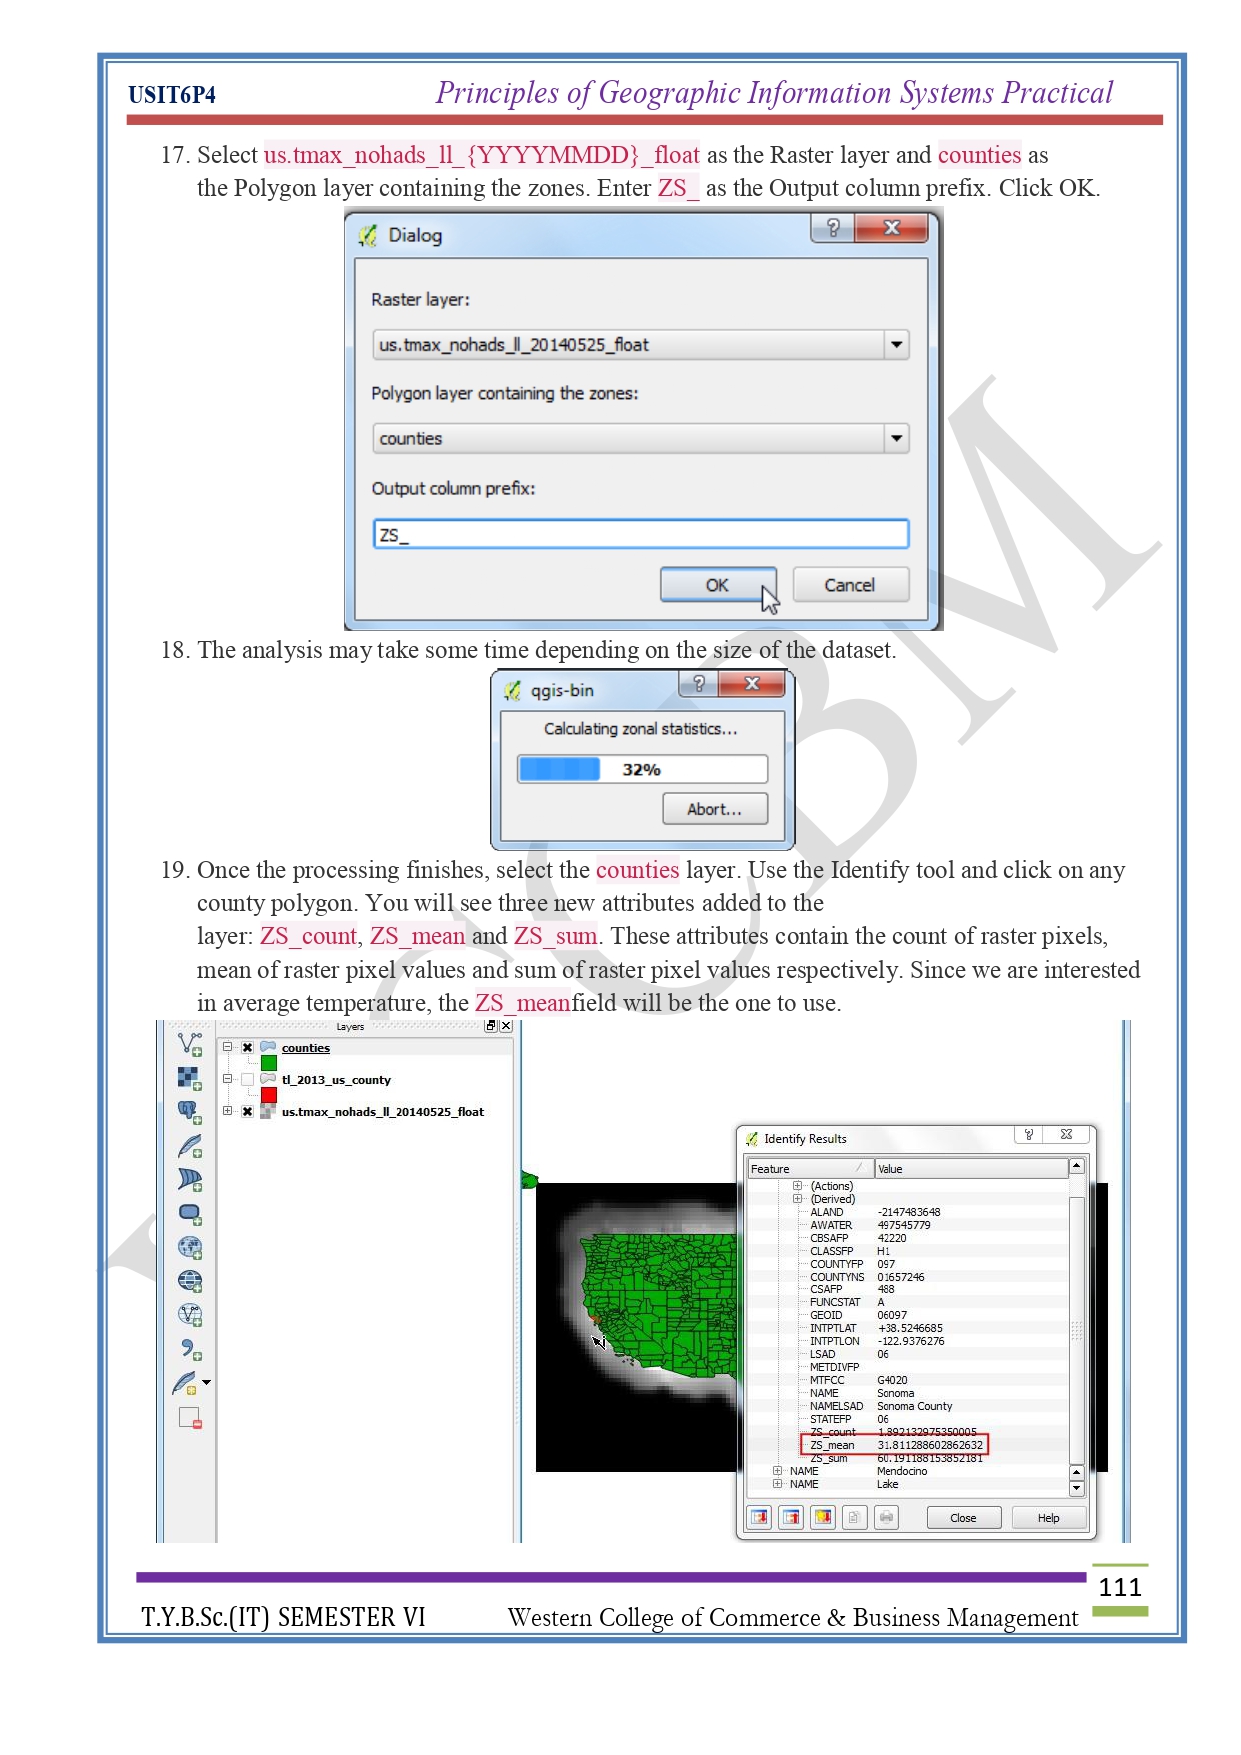 USIT6P4 Principles of Geographic Information Systems Practical
17. Select us.tmax_nohads_ll_{YYYYMMDD}_float as the Raster layer and counties as
the Polygon layer containing the zones. Enter ZS_ as the Output column prefix. Click OK.
Dialog
Raster layer:
us.tmax_nohads_ll_20140525_float
Polygon layer containing the zones:
counties
Output column prefix:
ZS_
OK Cancel
18. The analysis may take some time depending on the size of the dataset.
qgis-bin
Calculating zonal statistics...
32%
Abort...
19. Once the processing finishes, select the counties layer. Use the Identify tool and click on any
county polygon. You will see three new attributes added to the
layer: ZS_count, ZS_mean and ZS_sum. These attributes contain the count of raster pixels,
mean of raster pixel values and sum of raster pixel values respectively. Since we are interested
in average temperature, the ZS_meanfield will be the one to use.
Layers
counties
tl_2013_us_county
us.tmax_nohads_ll_20140525_float
Identify Results
Feature Value
(Actions)
(Derived)
ALAND -2147483648
AWATER 497545779
CBSAFP 42220
CLASSFP H1
COUNTYFP 097
COUNTYNS 01657246
CSAFP 488
FUNCSTAT A
GEOID 06097
INTPTLAT +38.5246685
INTPTLON -122.9376276
LSAD 06
METDIVFP
MTFCC G4020
NAME Sonoma
NAMELSAD Sonoma County
STATEFP 06
ZS_count 1.892132975350005
ZS_mean 31.811288602862632
ZS_sum 60.191188153852181
NAME Mendocino
NAME Lake
Close Help
111
T.Y.B.Sc.(IT) SEMESTER VI Western College of Commerce & Business Management